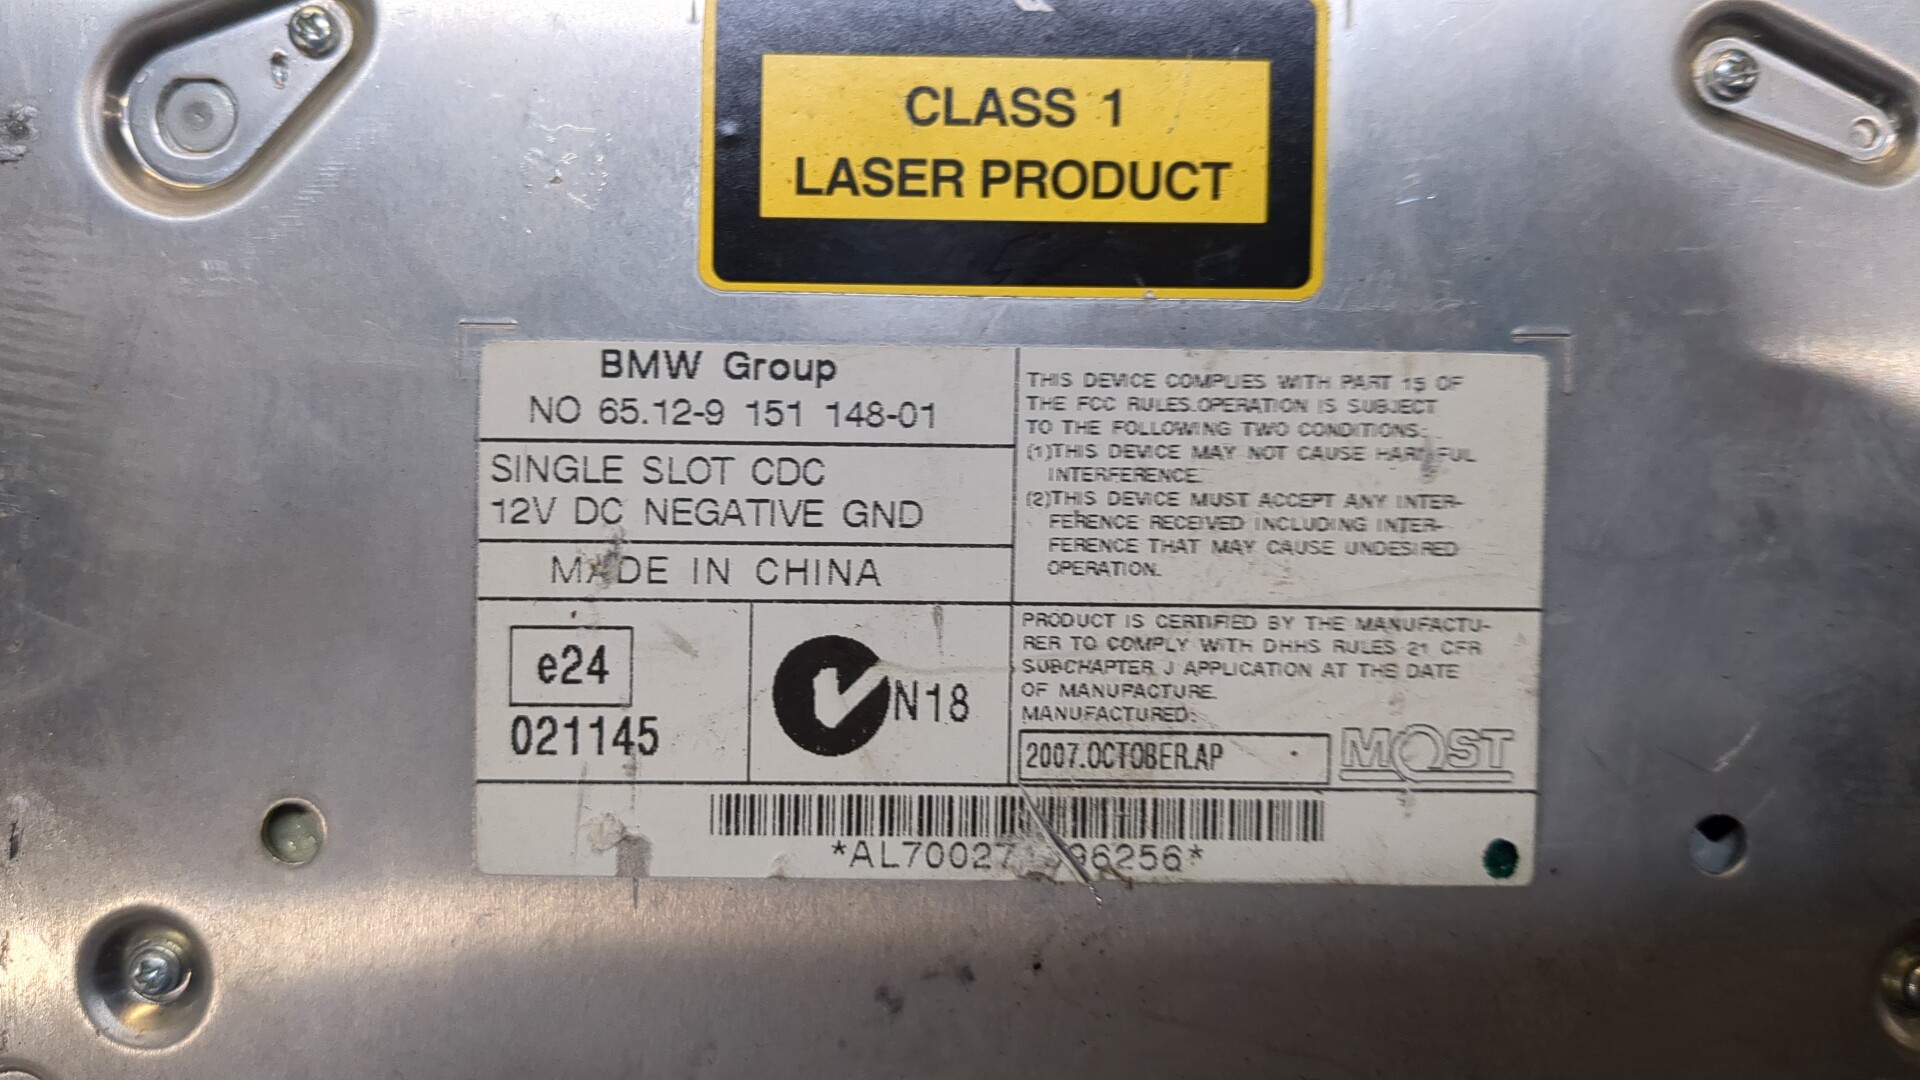 CLASS 1
LASER PRODUCT
BMW Group
NO 65.12-9 151 148-01
SINGLE SLOT CDC
12V DC NEGATIVE GND
MADE IN CHINA
e24
021145
N18
THIS DEVICE COMPLIES WITH PART 15 OF
THE FCC RULES.OPERATION IS SUBJECT
TO THE FOLLOWING TWO CONDITIONS:
(1)THIS DEVICE MAY NOT CAUSE HARMFUL
INTERFERENCE.
(2)THIS DEVICE MUST ACCEPT ANY INTER-
FERENCE RECEIVED INCLUDING INTER-
FERENCE THAT MAY CAUSE UNDESIRED
OPERATION.
PRODUCT IS CERTIFIED BY THE MANUFACTU-
RER TO COMPLY WITH DHHS RULES 21 CFR
SUBCHAPTER J APPLICATION AT THE DATE
OF MANUFACTURE.
MANUFACTURED:
2007.OCTOBER.AP
MOST